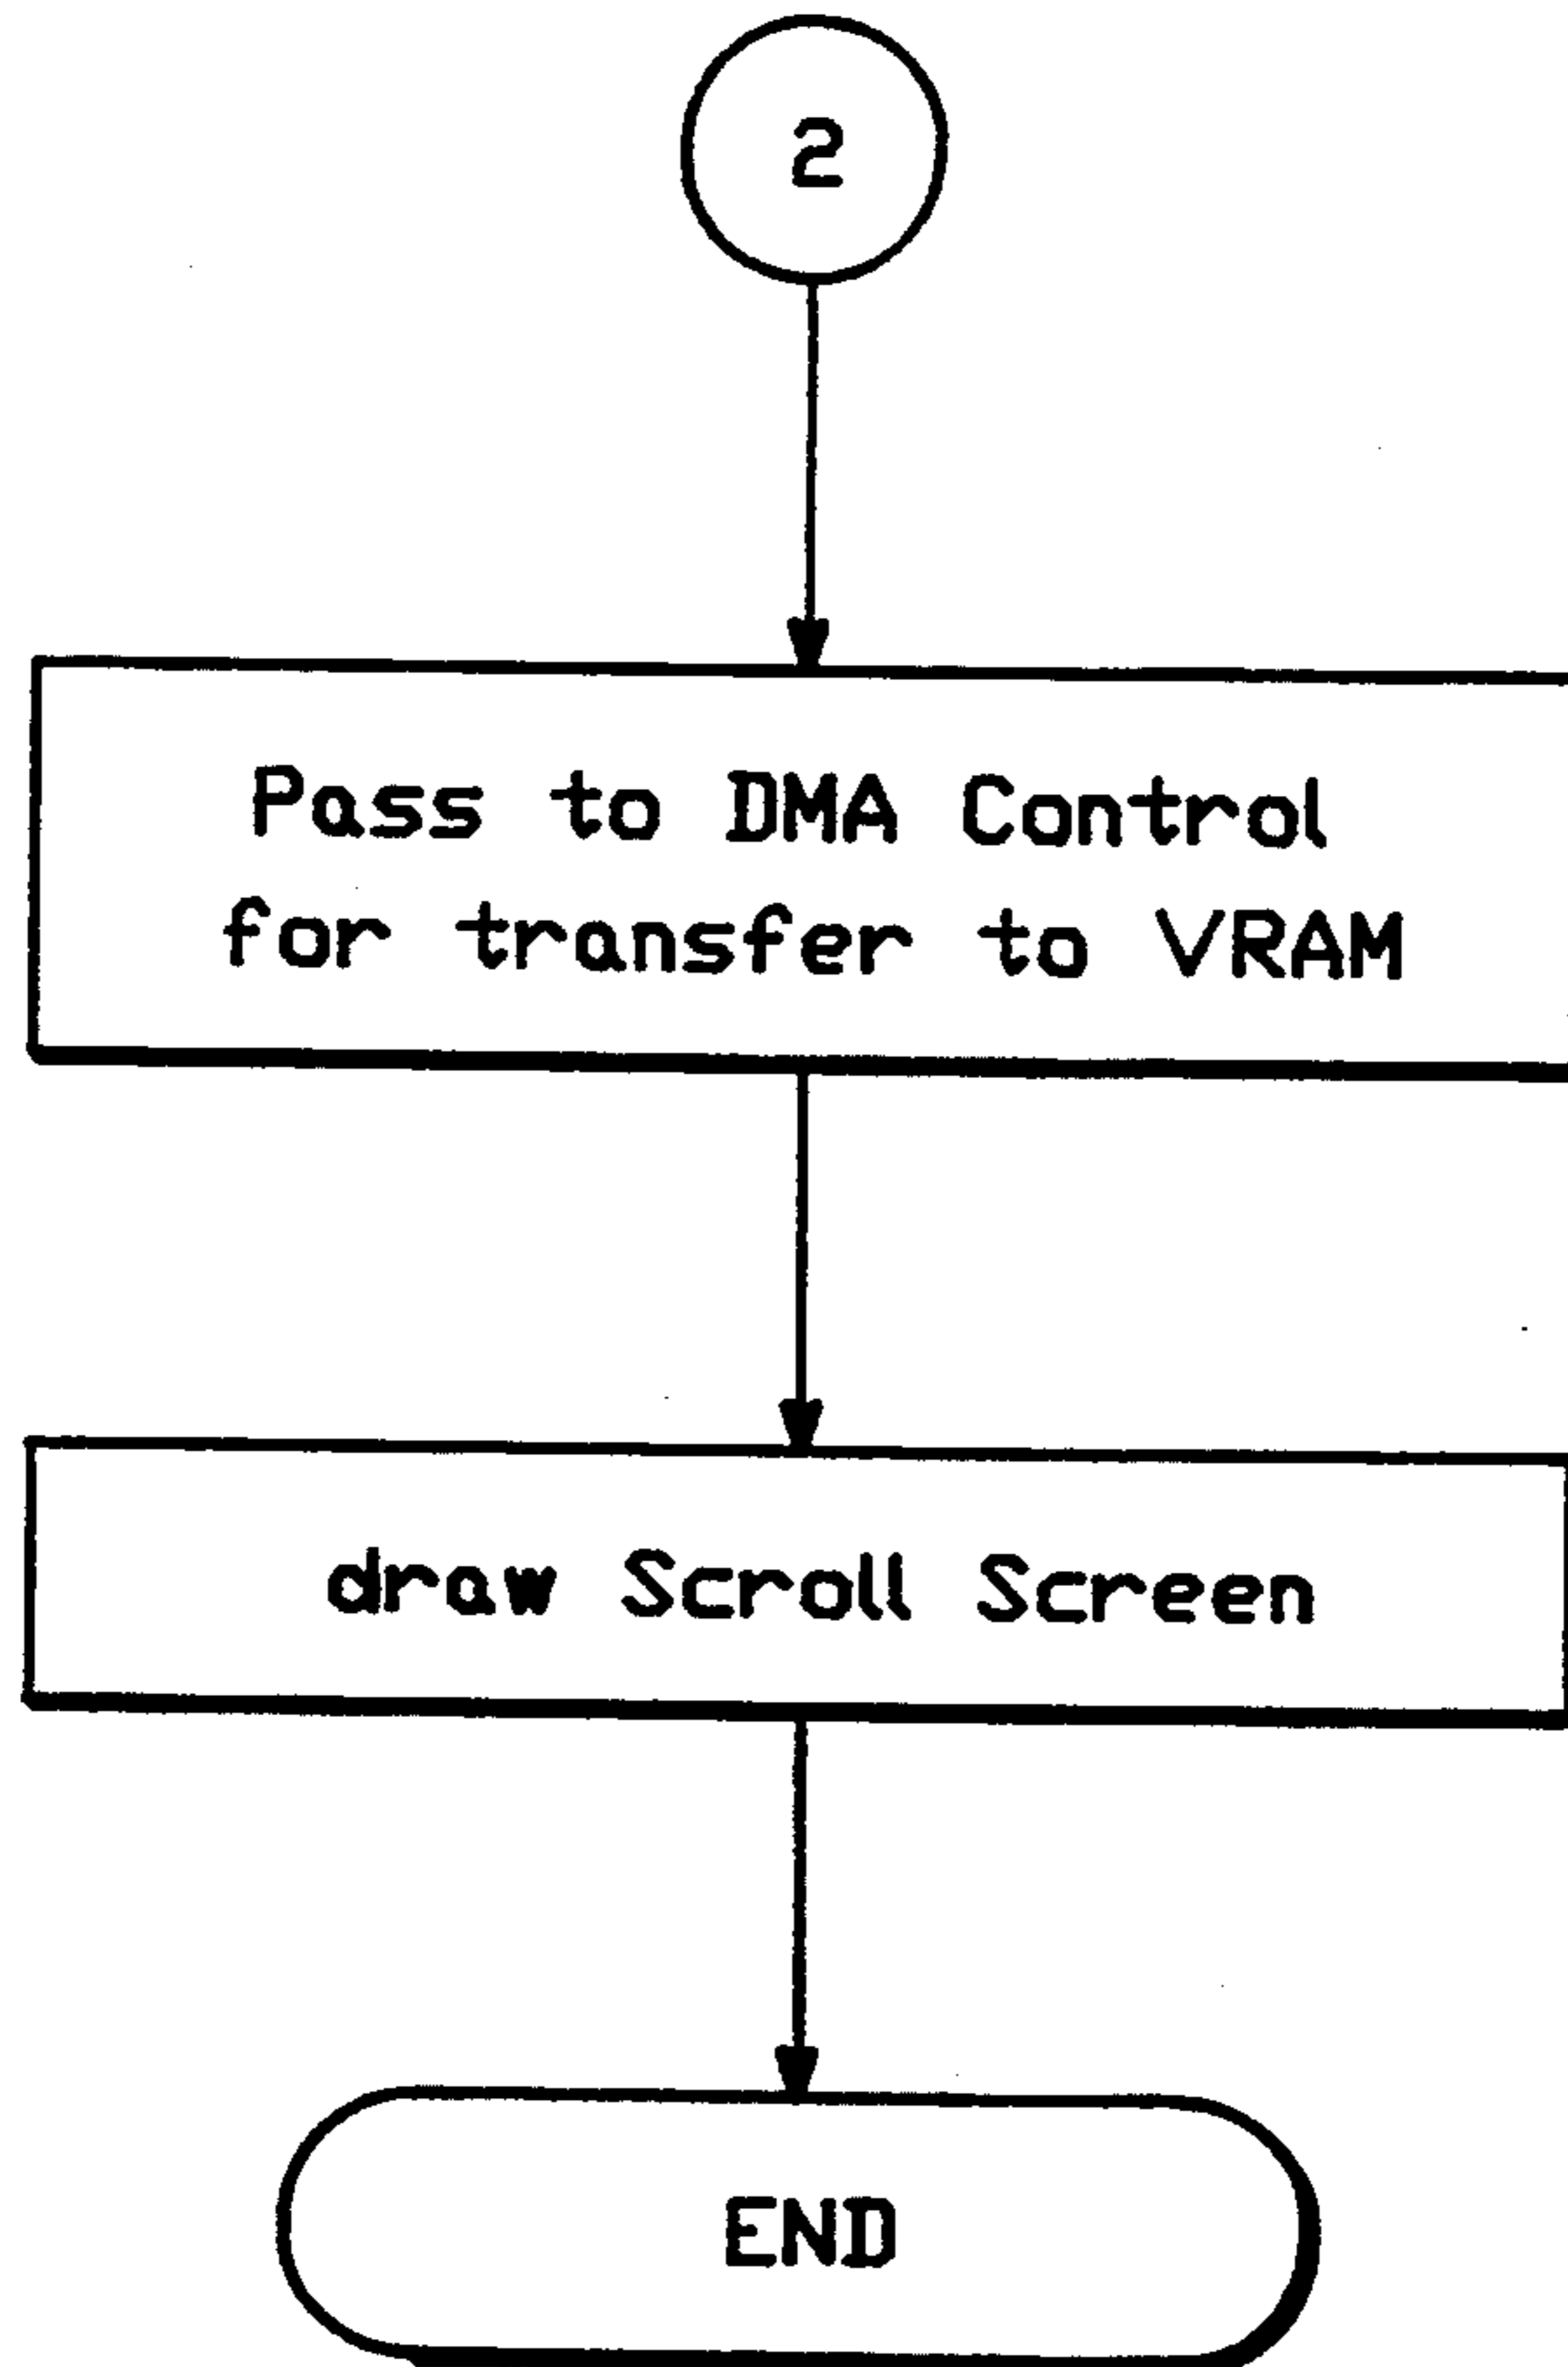 2
Pass to DMA Control
for transfer to VRAM
draw Scroll Screen
END